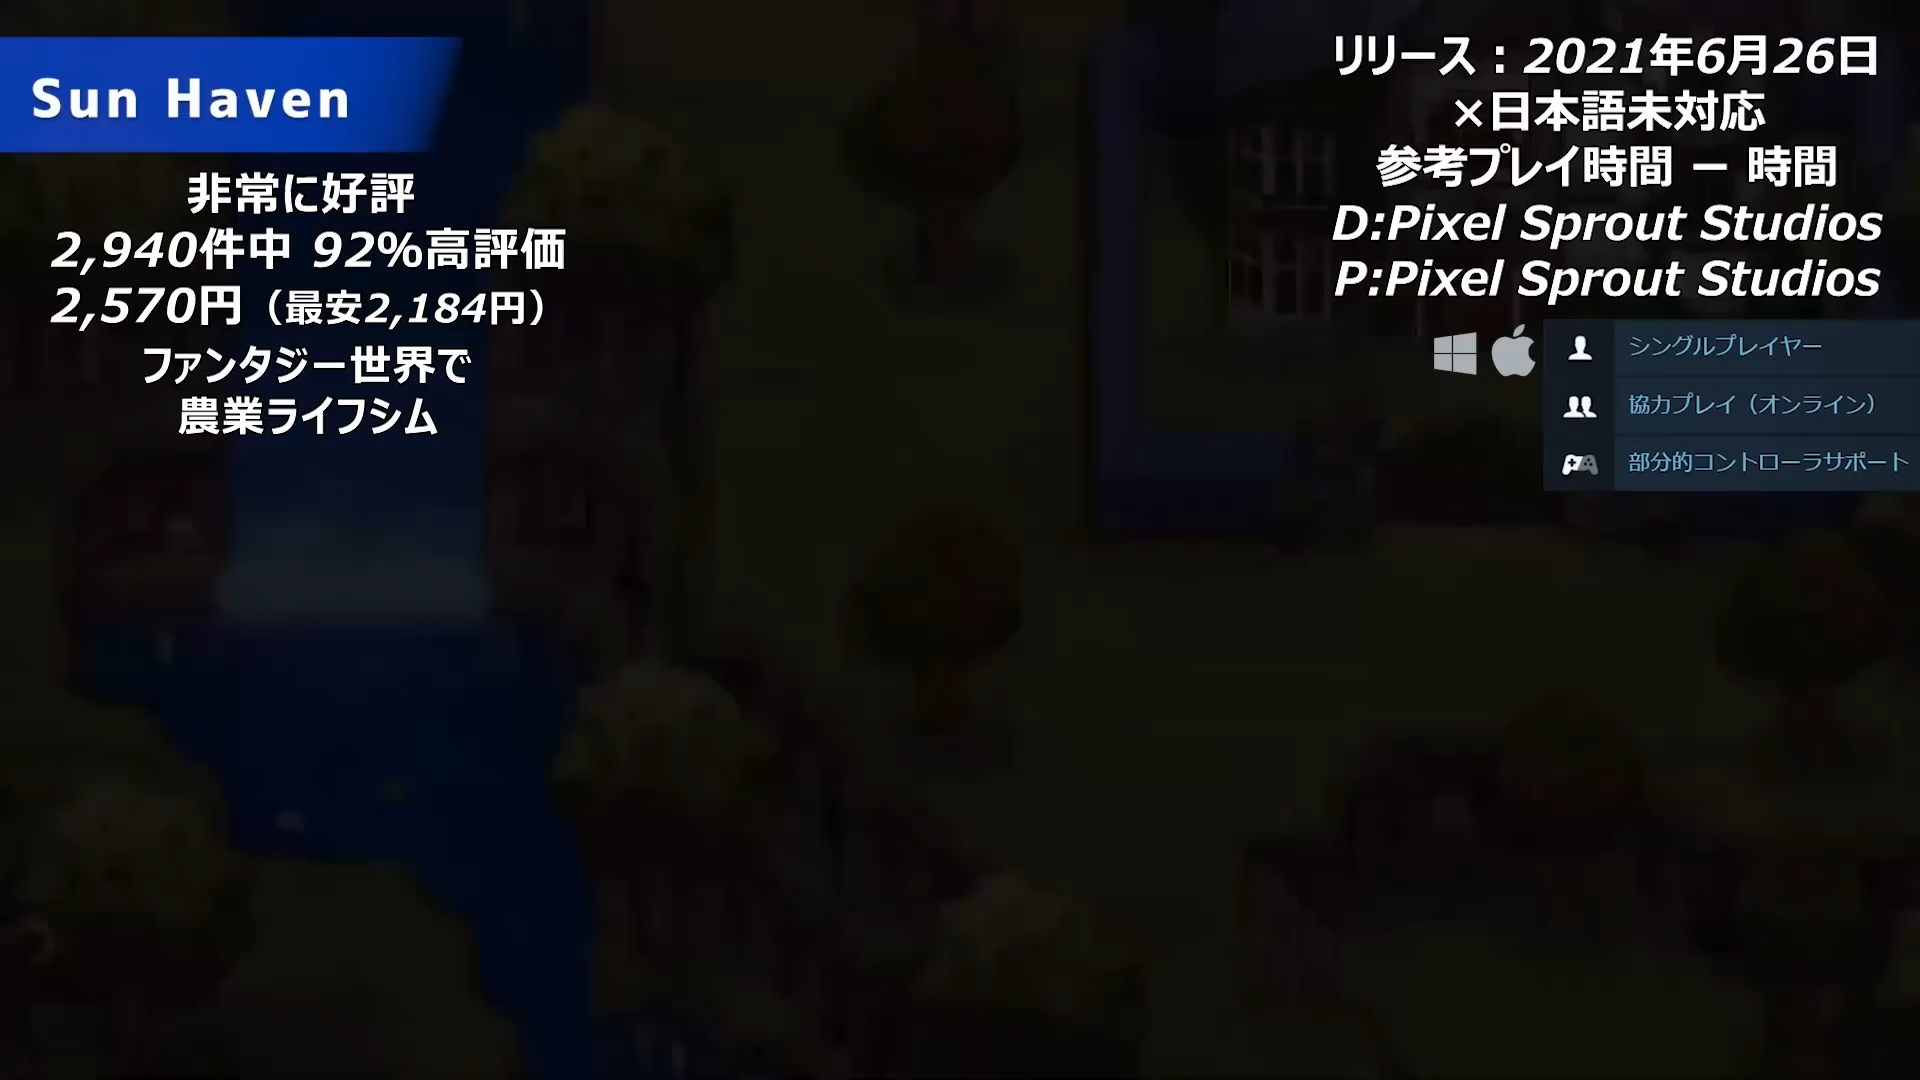 Sun Haven
非常に好評
2,940件中 92%高評価
2,570円（最安2,184円）
ファンタジー世界で
農業ライフシム
リリース：2021年6月26日
×日本語未対応
参考プレイ時間 － 時間
D:Pixel Sprout Studios
P:Pixel Sprout Studios
シングルプレイヤー
協力プレイ（オンライン）
部分的コントローラサポート